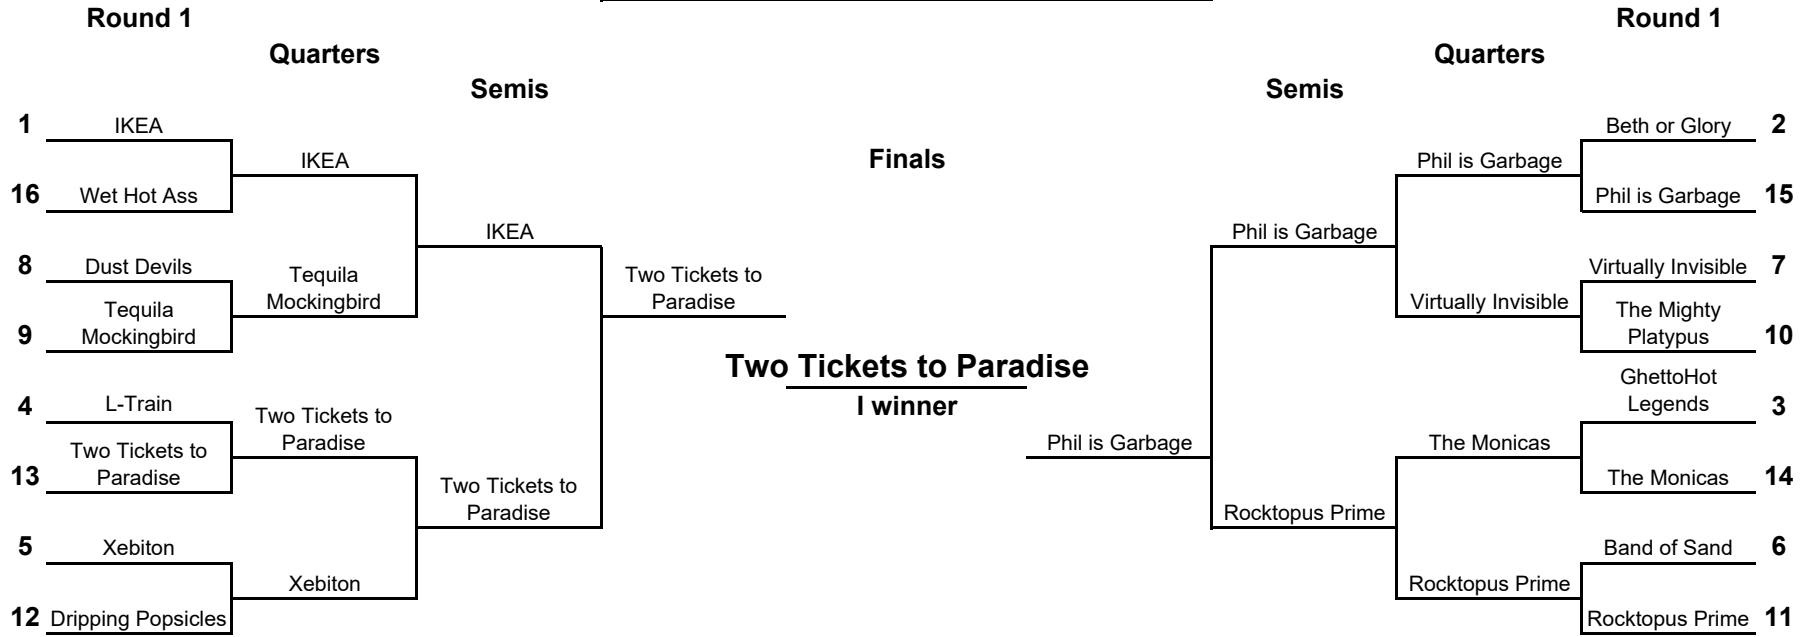 Round 1
Round 1
Quarters
Quarters
Semis
Semis
1
IKEA
Beth or Glory
2
IKEA
Finals
Phil is Garbage
16
Wet Hot Ass
Phil is Garbage
15
IKEA
Phil is Garbage
8
Dust Devils
Virtually Invisible
7
Tequila
Mockingbird
Two Tickets to
Paradise
Virtually Invisible
Tequila
Mockingbird
9
The Mighty
Platypus
10
Two Tickets to Paradise
I winner
4
L-Train
GhettoHot
Legends
3
Two Tickets to
Paradise
Phil is Garbage
The Monicas
Two Tickets to
Paradise
13
The Monicas
14
Two Tickets to
Paradise
Rocktopus Prime
5
Xebiton
Band of Sand
6
Xebiton
Rocktopus Prime
12
Dripping Popsicles
Rocktopus Prime
11